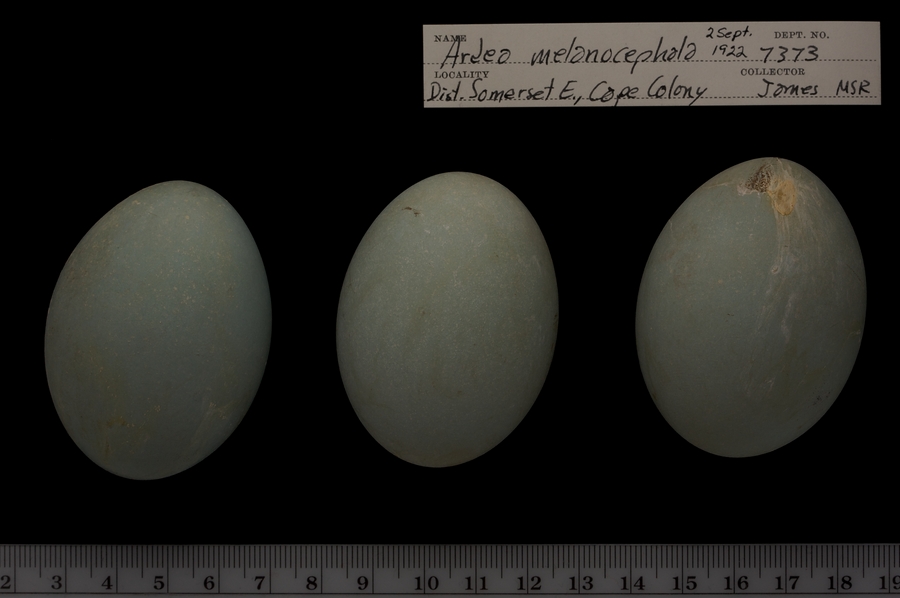 NAME 2 Sept. DEPT. NO.
Ardea melanocephala 1922 7373
LOCALITY COLLECTOR
Dist. Somerset E., Cape Colony James MSR
2 3 4 5 6 7 8 9 10 11 12 13 14 15 16 17 18 19